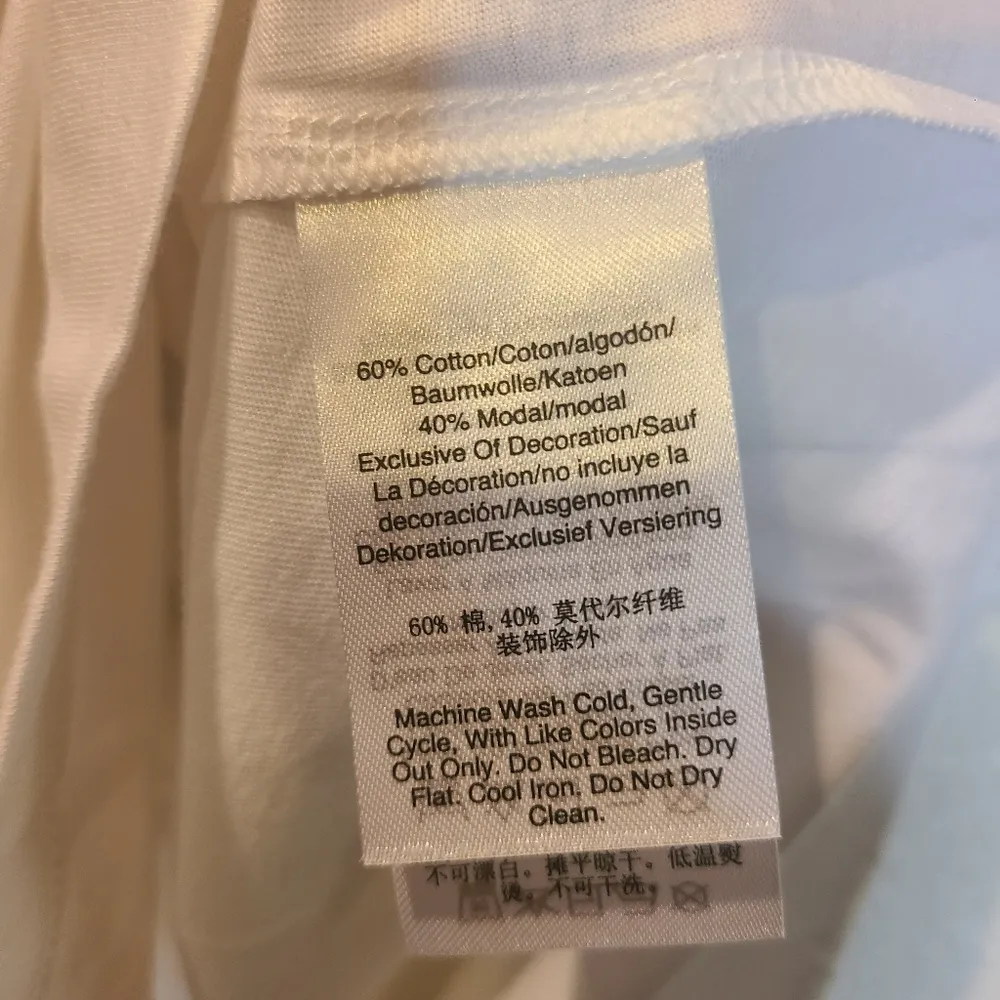 60% Cotton/Coton/algodón/
Baumwolle/Katoen
40% Modal/modal
Exclusive Of Decoration/Sauf
La Décoration/no incluye la
decoración/Ausgenommen
Dekoration/Exclusief Versiering
60% 棉, 40% 莫代尔纤维
装饰除外
Machine Wash Cold, Gentle
Cycle, With Like Colors Inside
Out Only. Do Not Bleach. Dry
Flat. Cool Iron. Do Not Dry
Clean.
不可漂白。摊平晾干。低温熨
烫。不可干洗。